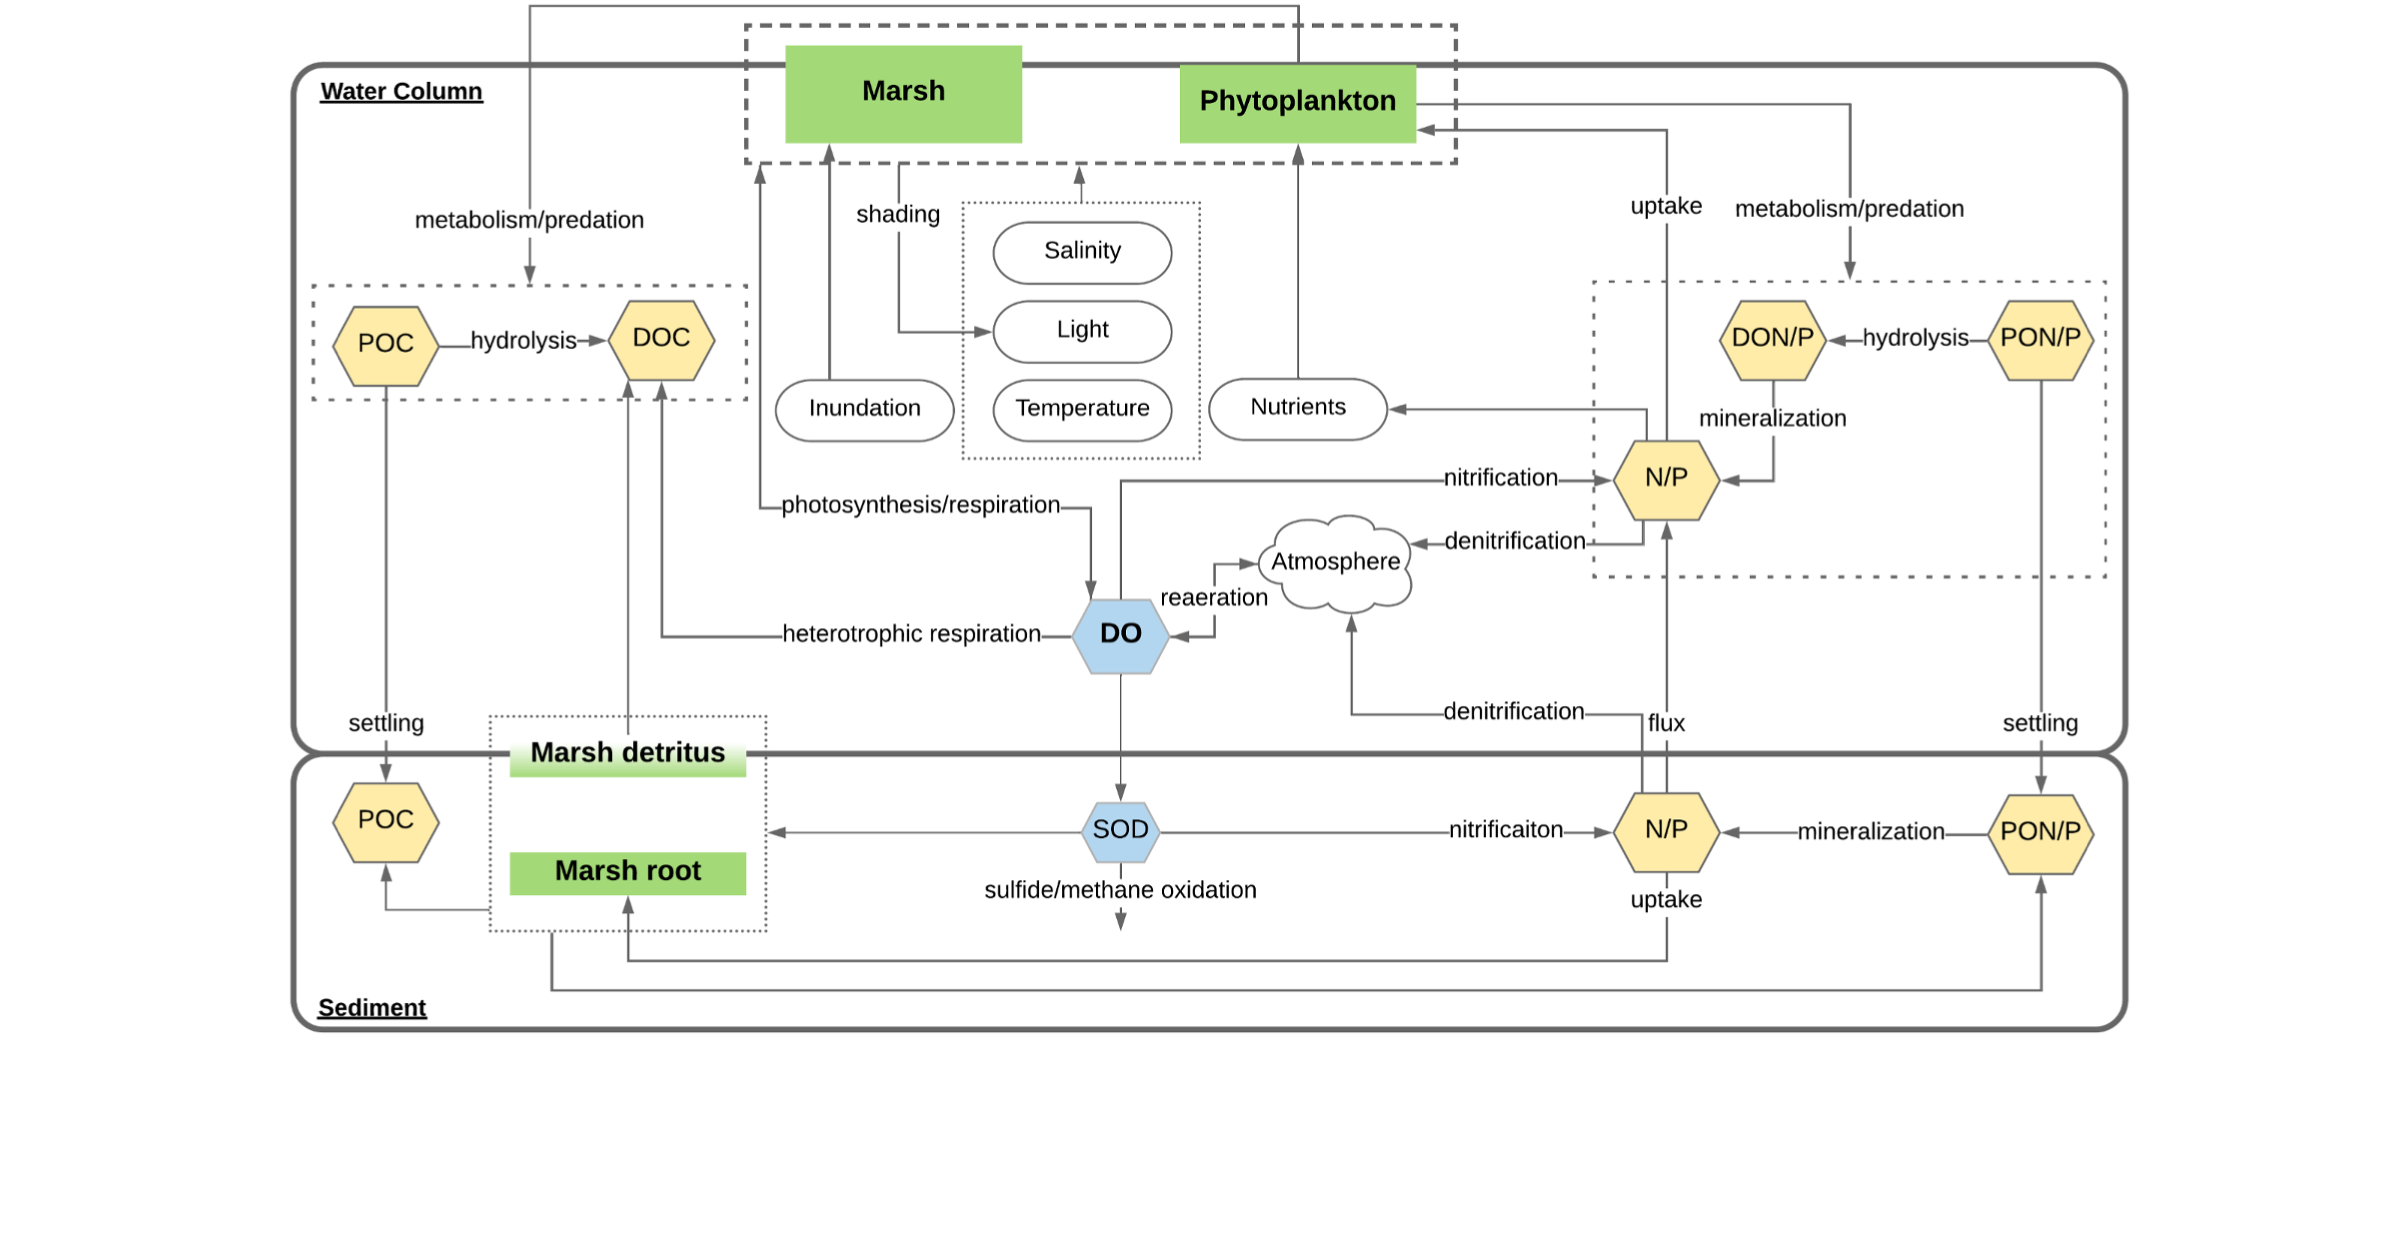 Marsh
Water Column
Phytoplankton
metabolism/predation
shading
uptake
metabolism/predation
Salinity
POC
hydrolysis
DOC
Light
DON/P
hydrolysis
PON/P
Inundation
Temperature
Nutrients
mineralization
photosynthesis/respiration
nitrification
N/P
denitrification
Atmosphere
reaeration
heterotrophic respiration
DO
denitrification
settling
flux
settling
Marsh detritus
POC
SOD
nitrificaiton
N/P
mineralization
PON/P
Marsh root
sulfide/methane oxidation
uptake
Sediment